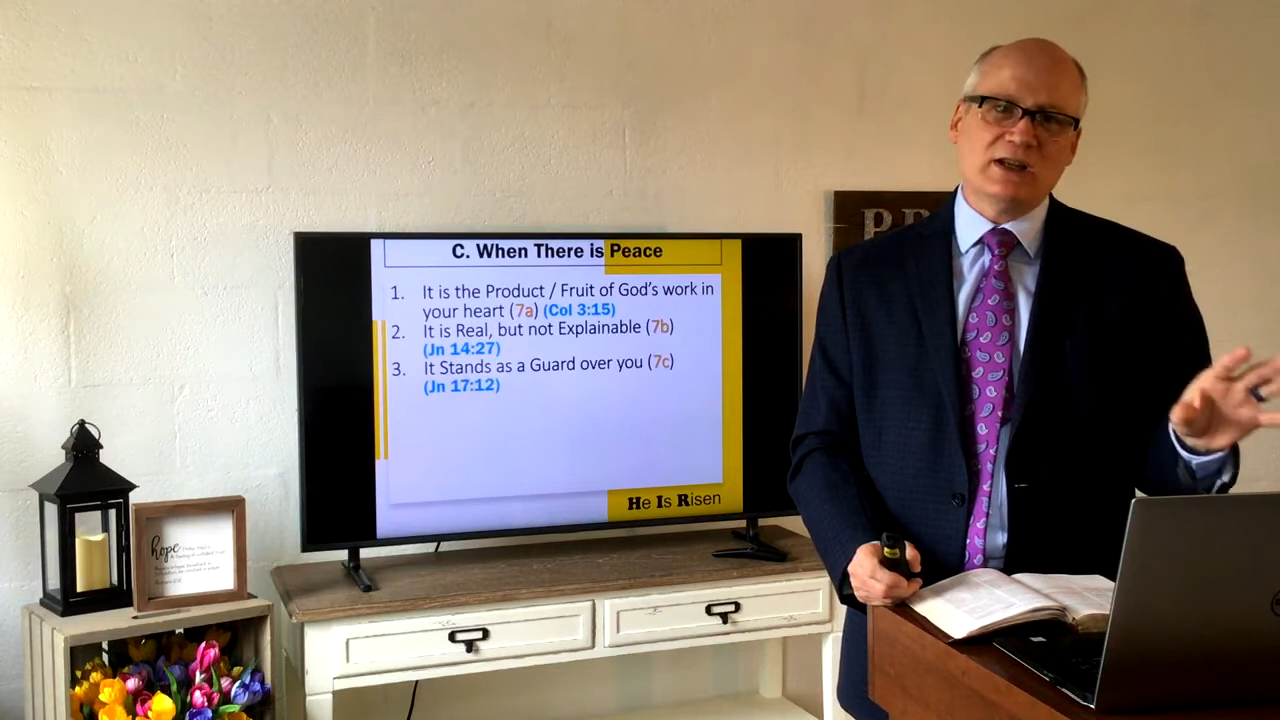 C. When There is Peace
1. It is the Product / Fruit of God's work in
your heart (7a) (Col 3:15)
2. It is Real, but not Explainable (7b)
(Jn 14:27)
3. It Stands as a Guard over you (7c)
(Jn 17:12)
He Is Risen
hope